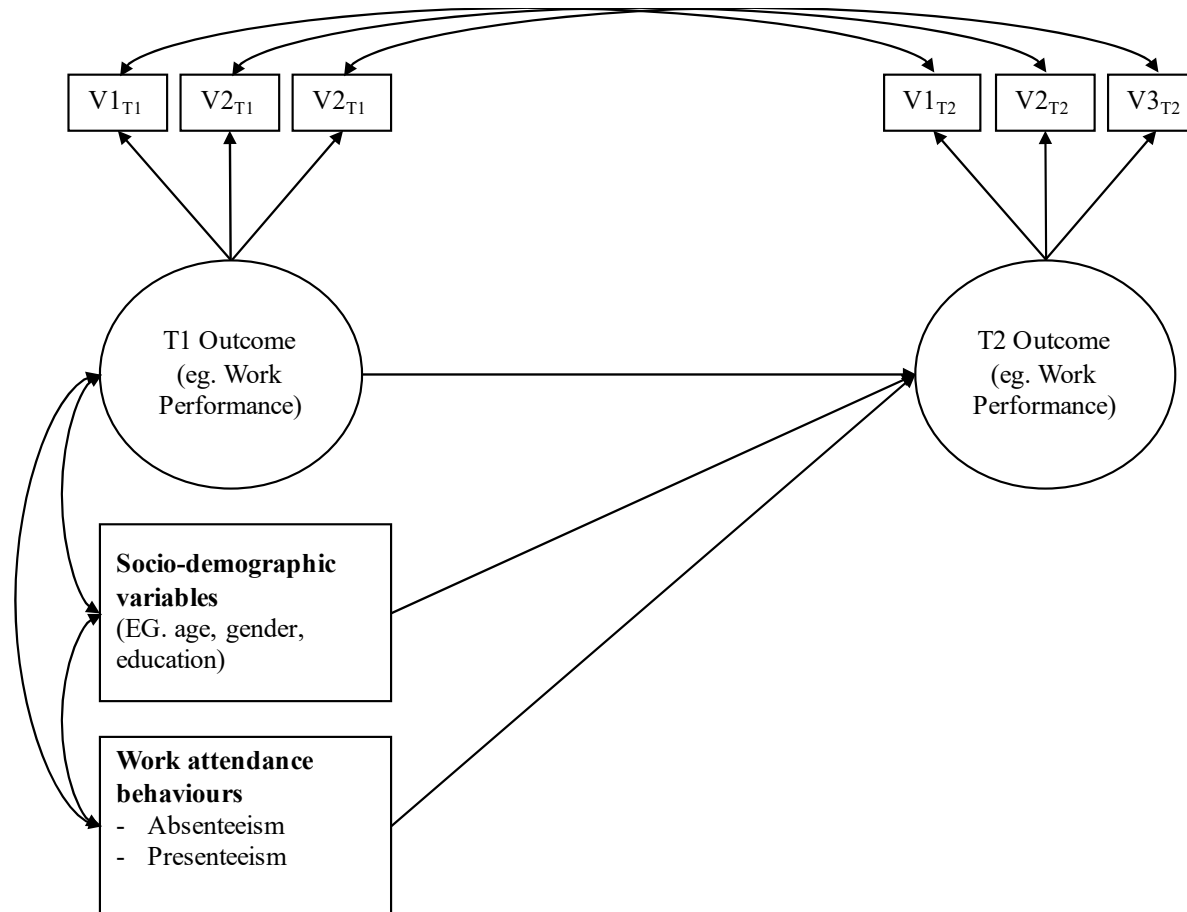 V1T1 V2T1 V2T1 V1T2 V2T2 V3T2
T1 Outcome
(eg. Work
Performance)
T2 Outcome
(eg. Work
Performance)
Socio-demographic
variables
(EG. age, gender,
education)
Work attendance
behaviours
- Absenteeism
- Presenteeism